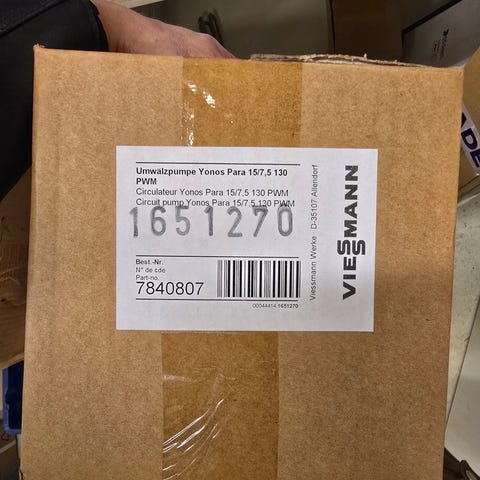 Umwälzpumpe Yonos Para 15/7,5 130
PWM
Circulateur Yonos Para 15/7,5 130 PWM
Circuit pump Yonos Para 15/7,5 130 PWM
1651270
Best.-Nr.
N° de cde
Part-no.
7840807
00044414 1651270
Viessmann Werke · D-35107 Allendorf
VIESSMANN